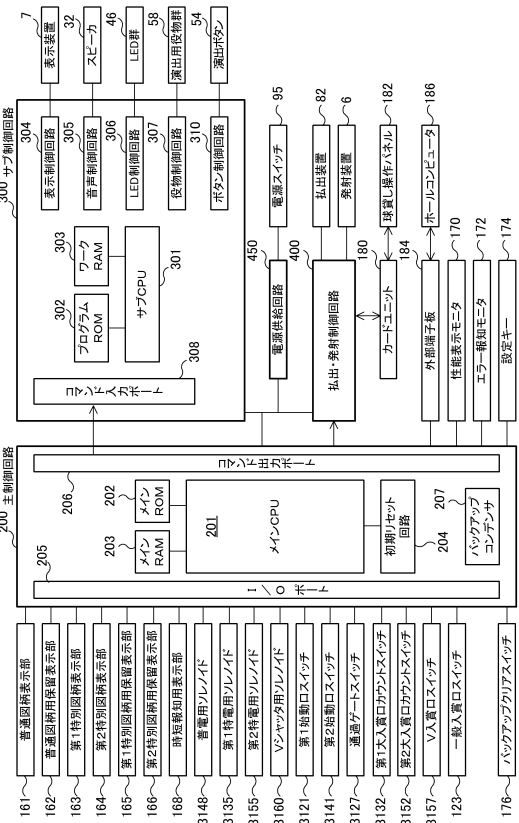 300 サブ制御回路
304 表示制御回路
7 表示装置
305 音声制御回路
32 スピーカ
306 LED制御回路
46 LED群
307 役物制御回路
58 演出用役物群
310 ボタン制御回路
54 演出ボタン
302 プログラムROM
303 ワークRAM
サブCPU 301
コマンド入力ポート 308
450 電源供給回路
95 電源スイッチ
400 払出・発射制御回路
82 払出装置
6 発射装置
180 カードユニット
球貸し操作パネル 182
184 外部端子板
ホールコンピュータ 186
性能表示モニタ 170
エラー報知モニタ 172
設定キー 174
200 主制御回路
206 コマンド出力ポート
202 メインROM
203 メインRAM
201 メインCPU
初期リセット回路 204
207 バックアップコンデンサ
205 I/Oポート
161 普通図柄表示部
162 普通図柄用保留表示部
163 第1特別図柄表示部
164 第2特別図柄表示部
165 第1特別図柄用保留表示部
166 第2特別図柄用保留表示部
168 時短報知用表示部
3148 普電用ソレノイド
3135 第1特電用ソレノイド
3155 第2特電用ソレノイド
3160 Vシャッタ用ソレノイド
3121 第1始動口スイッチ
3141 第2始動口スイッチ
3127 通過ゲートスイッチ
3132 第1大入賞口カウントスイッチ
3152 第2大入賞口カウントスイッチ
3157 V入賞口スイッチ
123 一般入賞口スイッチ
176 バックアップクリアスイッチ